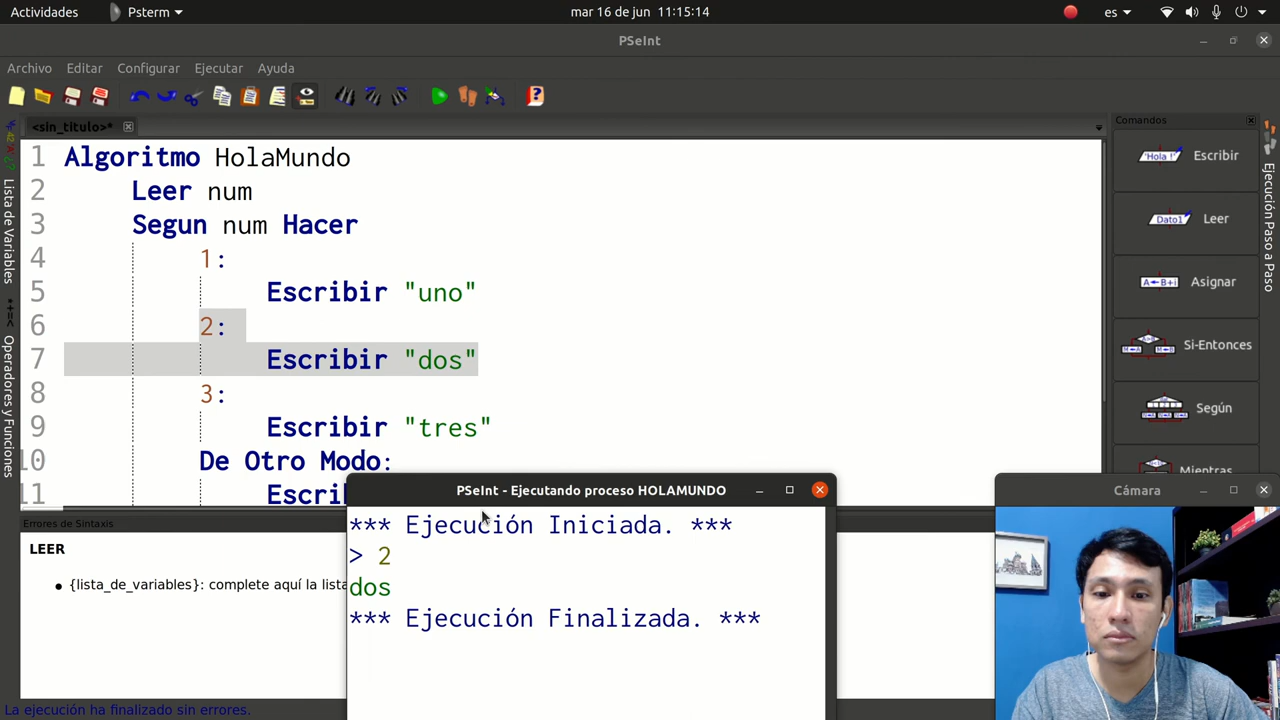 Actividades
Psterm
mar 16 de jun 11:15:14
es
PSeInt
Archivo Editar Configurar Ejecutar Ayuda
<sin_titulo>*
Comandos
1 Algoritmo HolaMundo
2 Leer num
3 Segun num Hacer
4 1:
5 Escribir "uno"
6 2:
7 Escribir "dos"
8 3:
9 Escribir "tres"
10 De Otro Modo:
11 Escri
Lista de Variables
Operadores y Funciones
'Hola !' Escribir
Dato1 Leer
A←B+i Asignar
Si-Entonces
Según
Mientras
Ejecución Paso a Paso
Errores de Sintaxis
LEER
{lista_de_variables}: complete aquí la lista
La ejecución ha finalizado sin errores.
PSeInt - Ejecutando proceso HOLAMUNDO
*** Ejecución Iniciada. ***
> 2
dos
*** Ejecución Finalizada. ***
Cámara